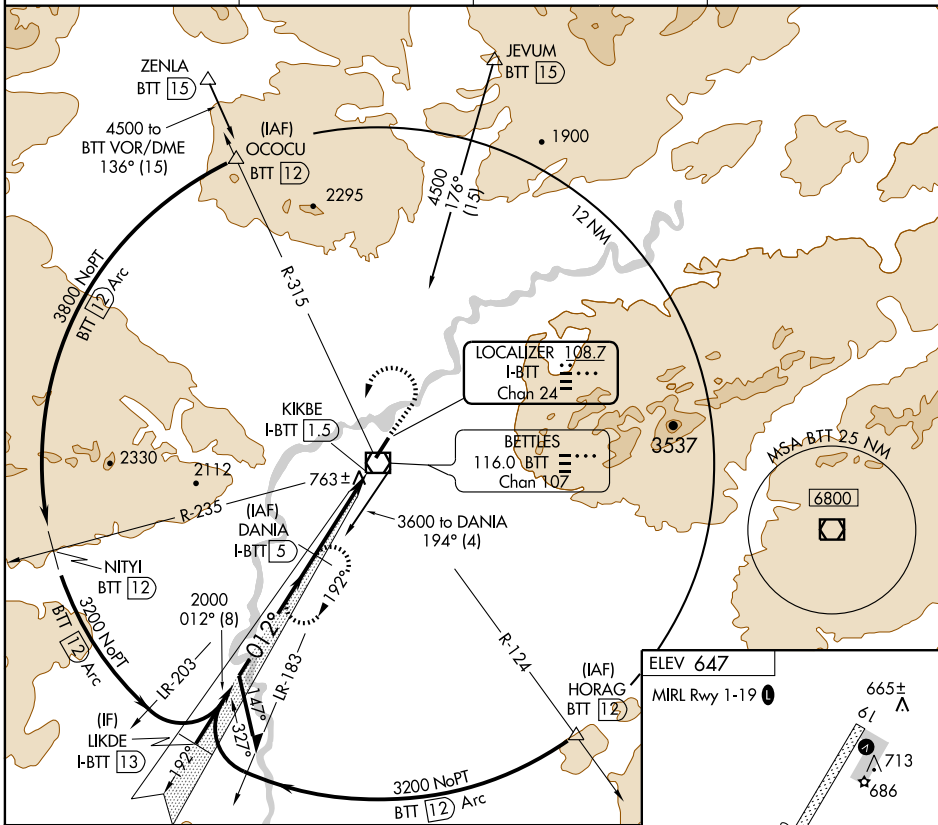 ZENLA
BTT 15
JEVUM
BTT 15
4500 to
BTT VOR/DME
136° (15)
(IAF)
OCOCU
BTT 12
1900
2295
4500
176°
(15)
12 NM
3800 NoPT
BTT 12 Arc
R-315
LOCALIZER 108.7
I-BTT
Chan 24
KIKBE
I-BTT 1.5
BETTLES
116.0 BTT
Chan 107
3537
MSA BTT 25 NM
6800
2330
2112
763±
R-235
(IAF)
DANIA
I-BTT 5
3600 to DANIA
194° (4)
NITYI
BTT 12
192°
2000
012° (8)
012°
3200 NoPT
BTT 12 Arc
LR-203
LR-183
R-124
147°
327°
(IF)
LIKDE
I-BTT 13
192°
(IAF)
HORAG
BTT 12
3200 NoPT
BTT 12 Arc
ELEV 647
MIRL Rwy 1-19 L
665±
19
713
686